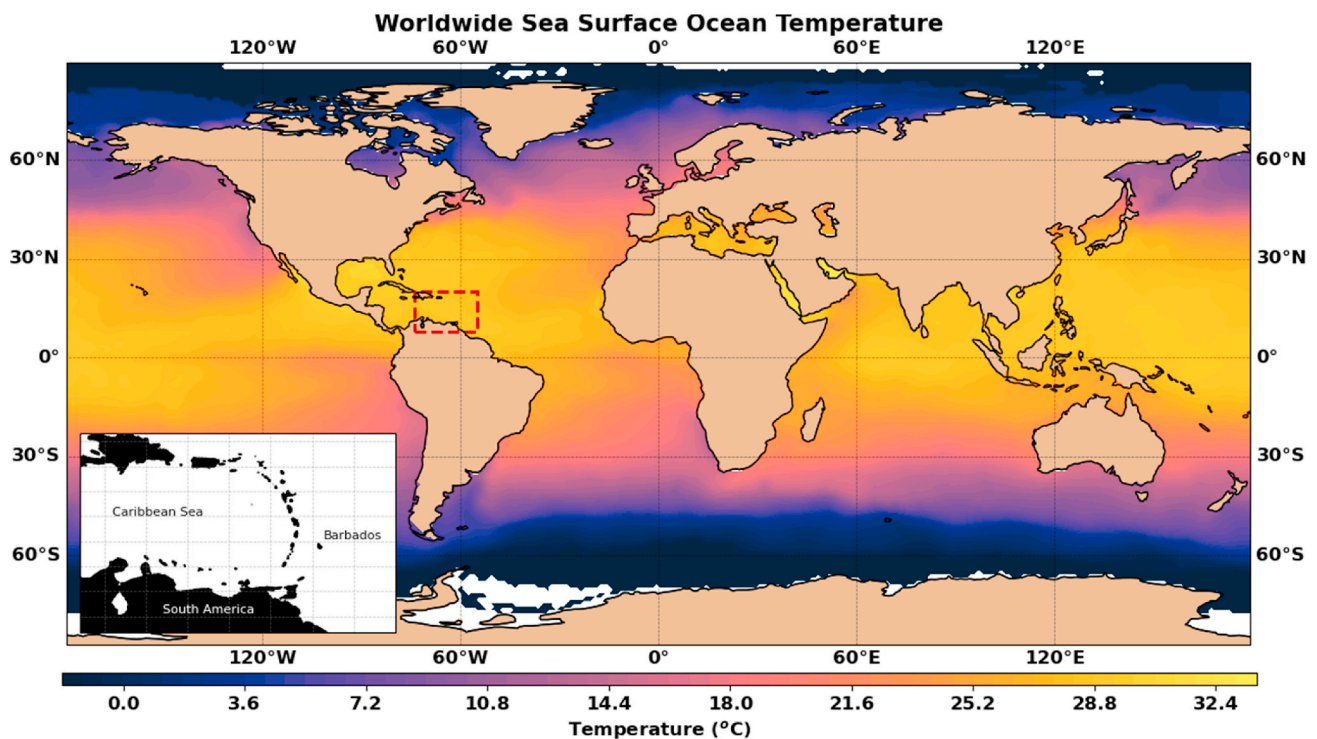 Worldwide Sea Surface Ocean Temperature
120°W 60°W 0° 60°E 120°E
60°N 60°N
30°N 30°N
0° 0°
30°S 30°S
Caribbean Sea
Barbados
60°S 60°S
South America
120°W 60°W 0° 60°E 120°E
0.0 3.6 7.2 10.8 14.4 18.0 21.6 25.2 28.8 32.4
Temperature (°C)